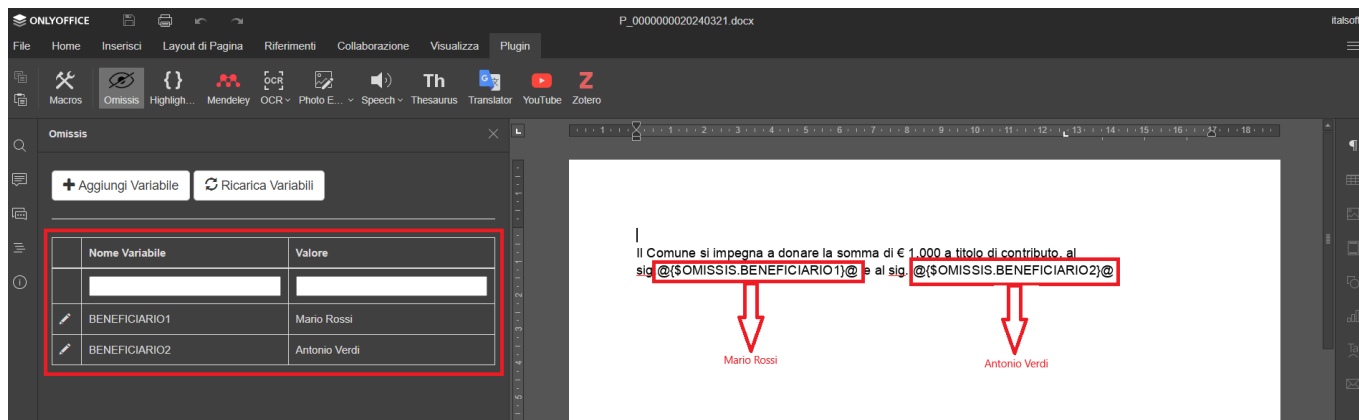 ONLYOFFICE
P_0000000020240321.docx
italsoft
File Home Inserisci Layout di Pagina Riferimenti Collaborazione Visualizza Plugin
Macros Omissis Highligh... Mendeley OCR Photo E... Speech Thesaurus Translator YouTube Zotero
Omissis
Aggiungi Variabile Ricarica Variabili
Nome Variabile Valore
BENEFICIARIO1 Mario Rossi
BENEFICIARIO2 Antonio Verdi
Il Comune si impegna a donare la somma di € 1.000 a titolo di contributo, al
sig.@{$OMISSIS.BENEFICIARIO1}@ e al sig. @{$OMISSIS.BENEFICIARIO2}@
Mario Rossi
Antonio Verdi